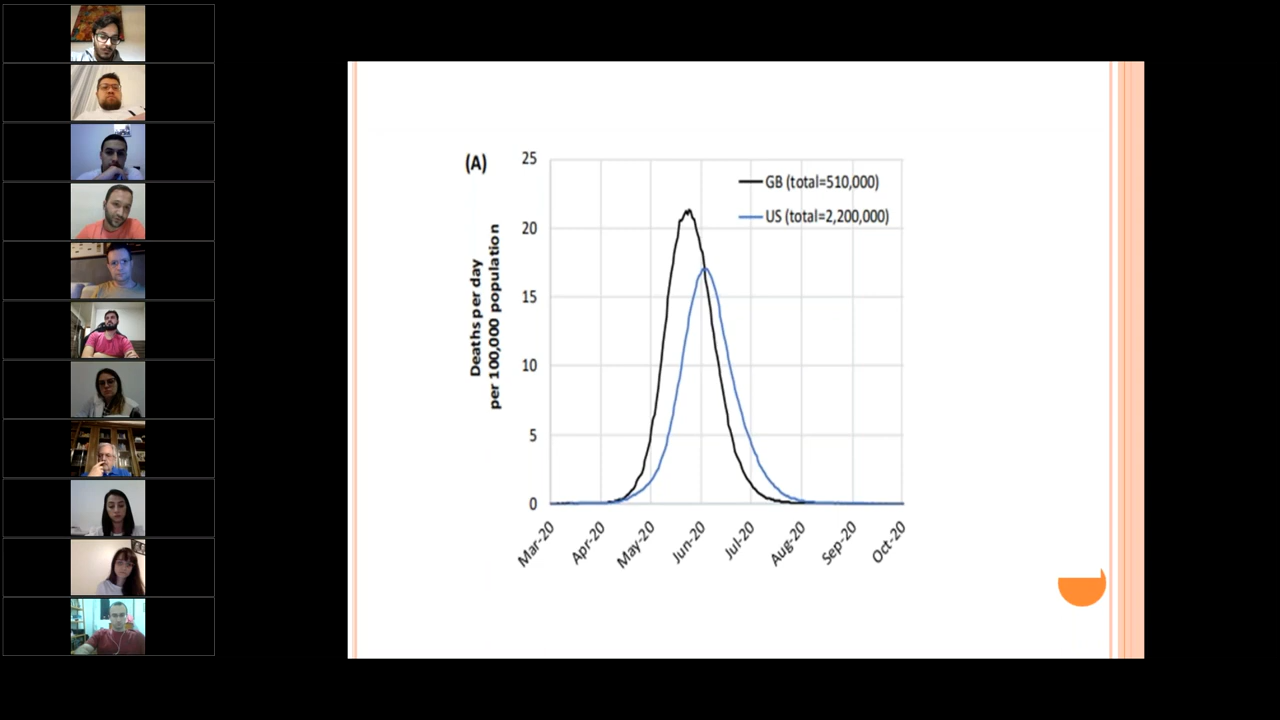 (A)
25
20
15
10
5
0
Deaths per day
per 100,000 population
GB (total=510,000)
US (total=2,200,000)
Mar-20
Apr-20
May-20
Jun-20
Jul-20
Aug-20
Sep-20
Oct-20